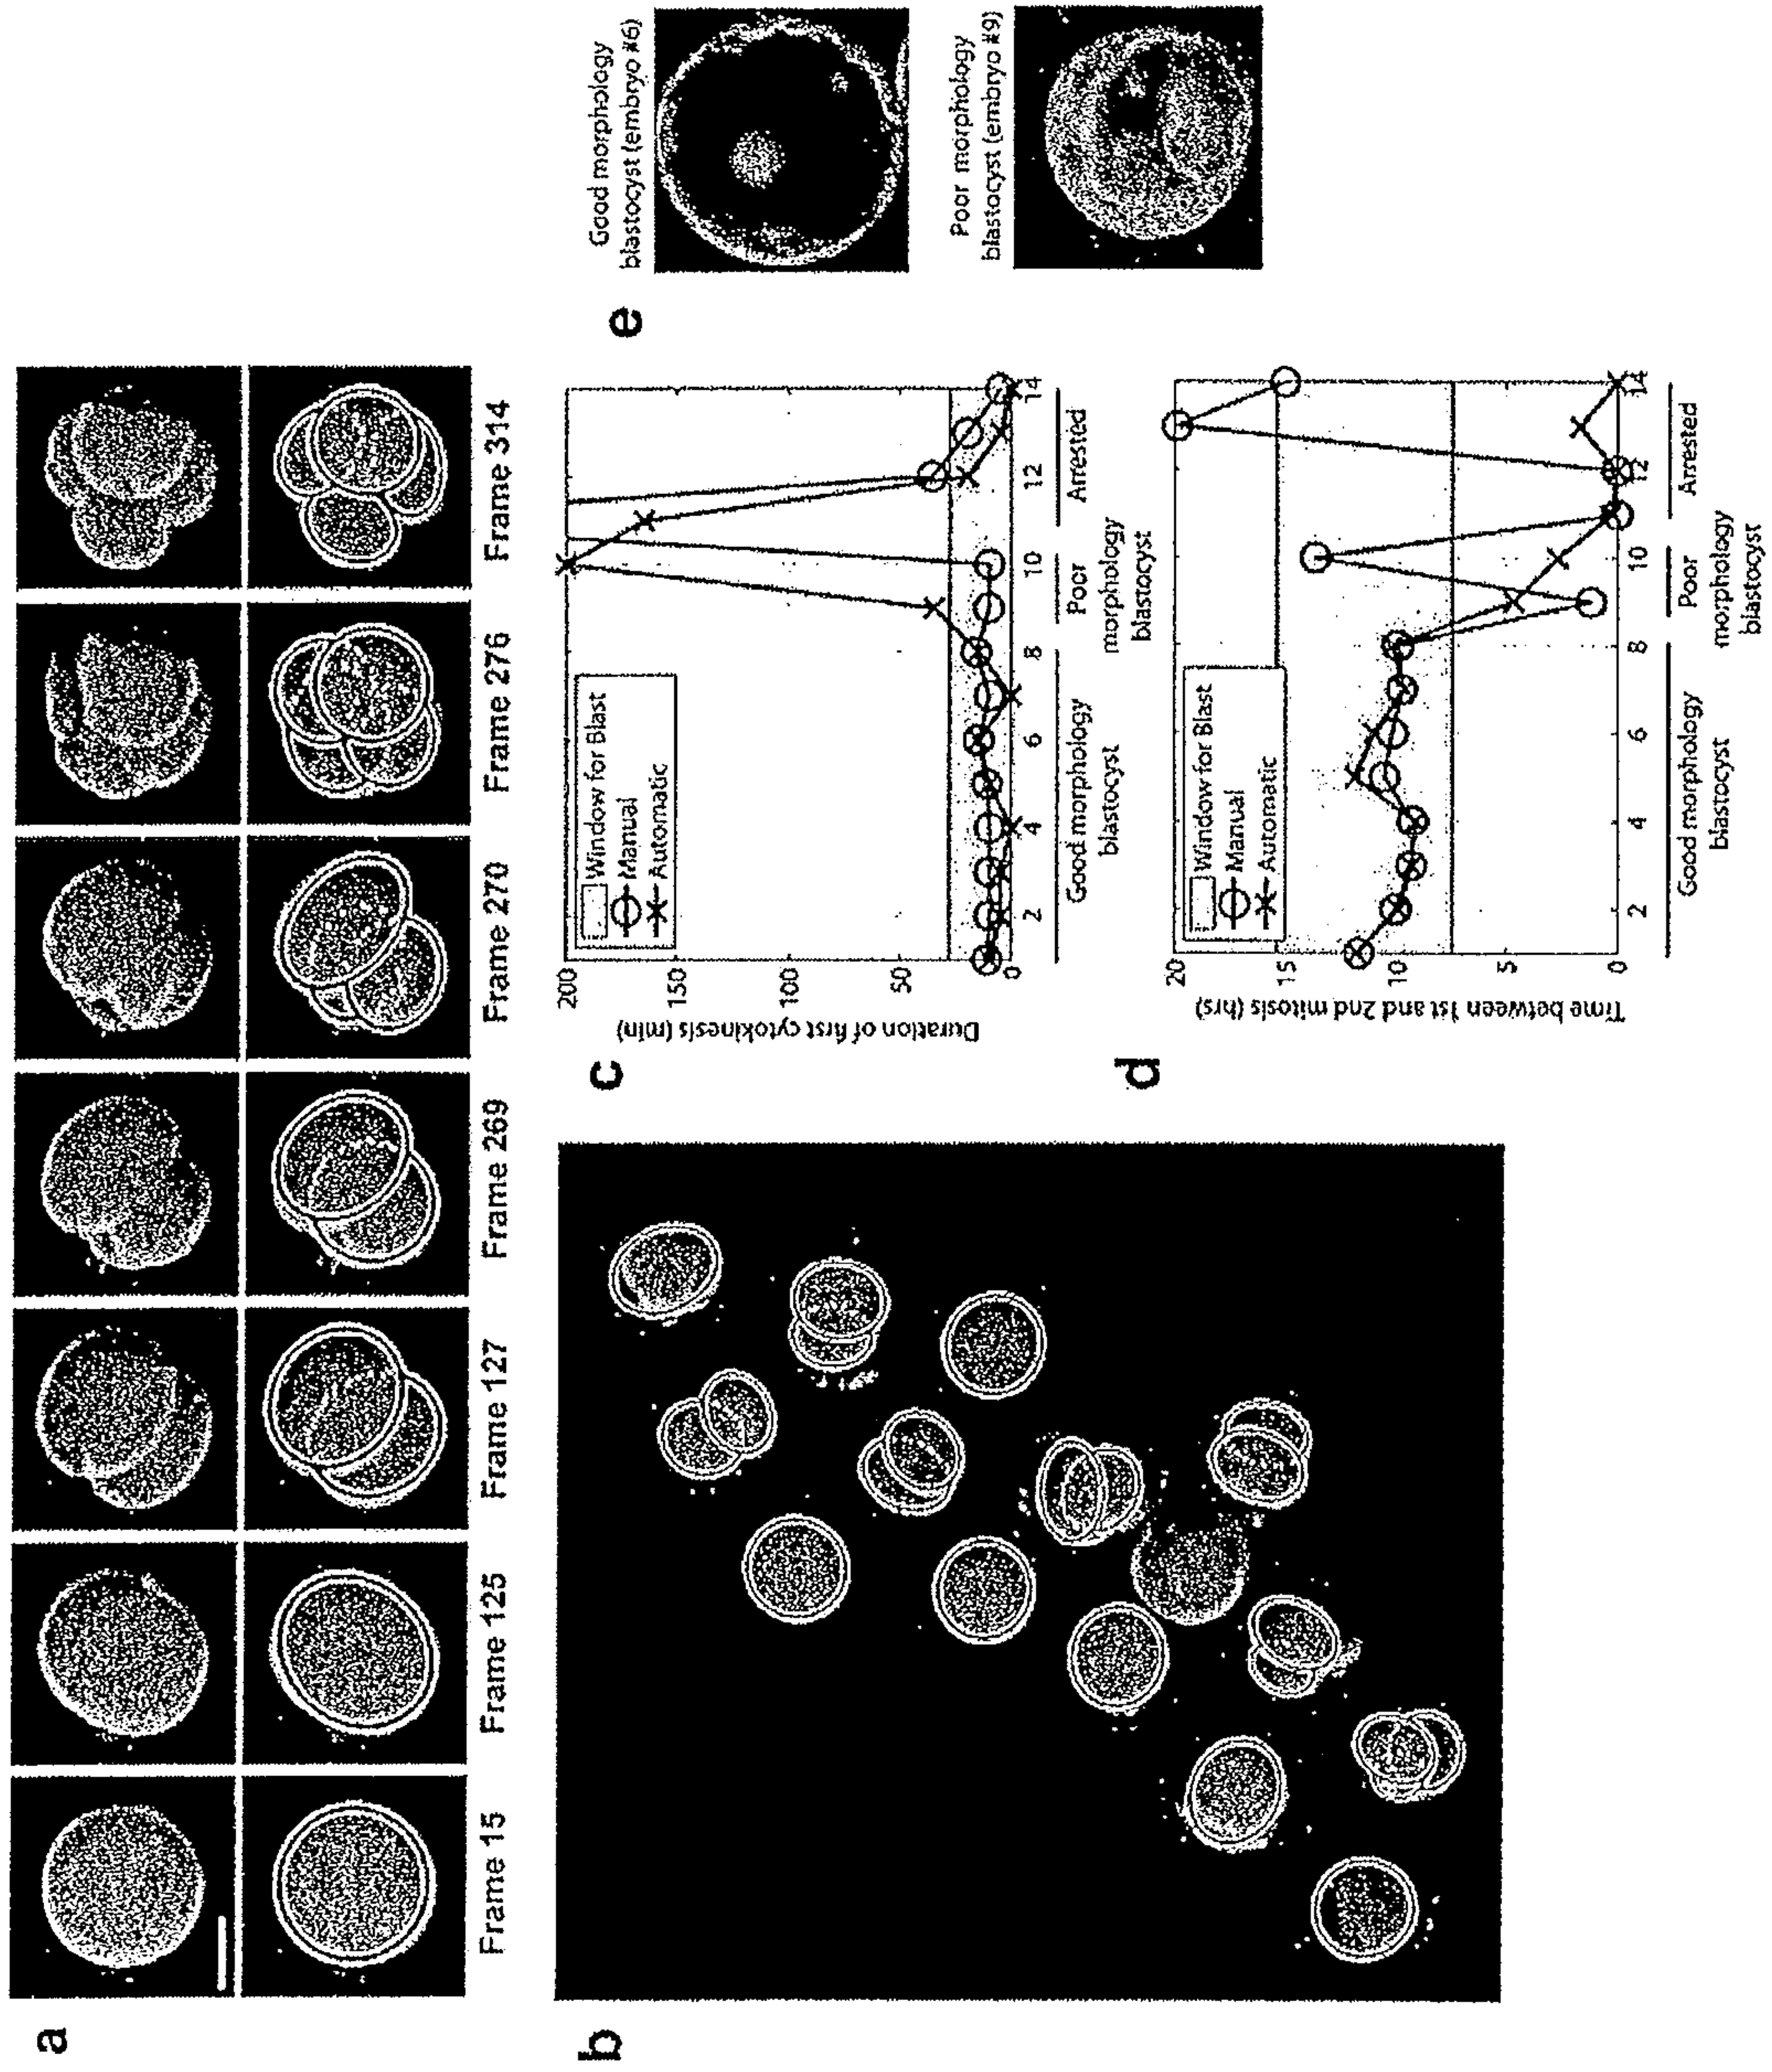 a
Frame 15
Frame 125
Frame 127
Frame 269
Frame 270
Frame 276
Frame 314
b
c
Duration of first cytokinesis (min)
200
150
100
50
0
Window for Blast
Manual
Automatic
2
4
6
8
10
12
14
Good morphology
blastocyst
Poor
morphology
blastocyst
Arrested
d
Time between 1st and 2nd mitosis (hrs)
20
15
10
5
0
Window for Blast
Manual
Automatic
2
4
6
8
10
12
14
Good morphology
blastocyst
Poor
morphology
blastocyst
Arrested
e
Good morphology
blastocyst (embryo #6)
Poor morphology
blastocyst (embryo #9)